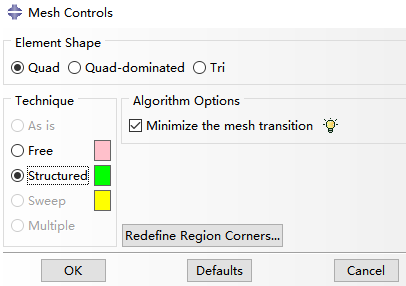 Mesh Controls
Element Shape
Quad Quad-dominated Tri
Technique
As is
Free
Structured
Sweep
Multiple
Algorithm Options
Minimize the mesh transition
Redefine Region Corners...
OK Defaults Cancel